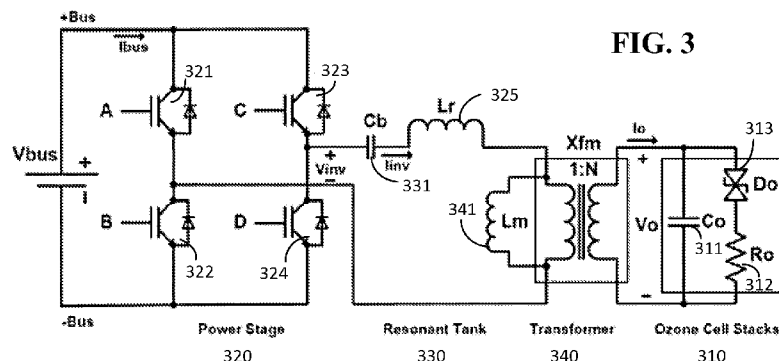 +Bus
Ibus
321
323
FIG. 3
A
C
Cb
Lr
325
Xfm
1:N
Io
313
Vbus
+
+
Vinv
−
Iinv
331
341
Lm
+
Vo
−
Co
311
Do
Ro
312
B
322
D
324
-Bus
Power Stage
Resonant Tank
Transformer
Ozone Cell Stacks
320
330
340
310